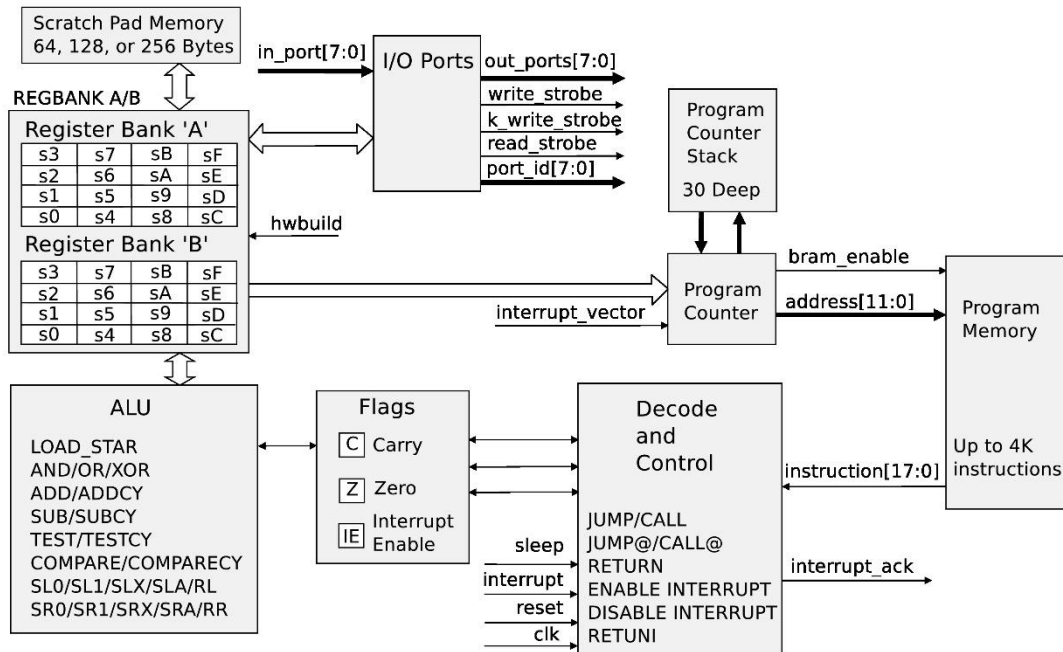 Scratch Pad Memory
64, 128, or 256 Bytes
REGBANK A/B
Register Bank 'A'
s3 s7 sB sF
s2 s6 sA sE
s1 s5 s9 sD
s0 s4 s8 sC
Register Bank 'B'
s3 s7 sB sF
s2 s6 sA sE
s1 s5 s9 sD
s0 s4 s8 sC
in_port[7:0]
I/O Ports
out_ports[7:0]
write_strobe
k_write_strobe
read_strobe
port_id[7:0]
hwbuild
Program
Counter
Stack
30 Deep
interrupt_vector
Program
Counter
bram_enable
address[11:0]
Program
Memory
Up to 4K
instructions
instruction[17:0]
ALU
LOAD_STAR
AND/OR/XOR
ADD/ADDCY
SUB/SUBCY
TEST/TESTCY
COMPARE/COMPARECY
SL0/SL1/SLX/SLA/RL
SR0/SR1/SRX/SRA/RR
Flags
C Carry
Z Zero
IE Interrupt
Enable
Decode
and
Control
JUMP/CALL
JUMP@/CALL@
RETURN
ENABLE INTERRUPT
DISABLE INTERRUPT
RETUNI
sleep
interrupt
reset
clk
interrupt_ack